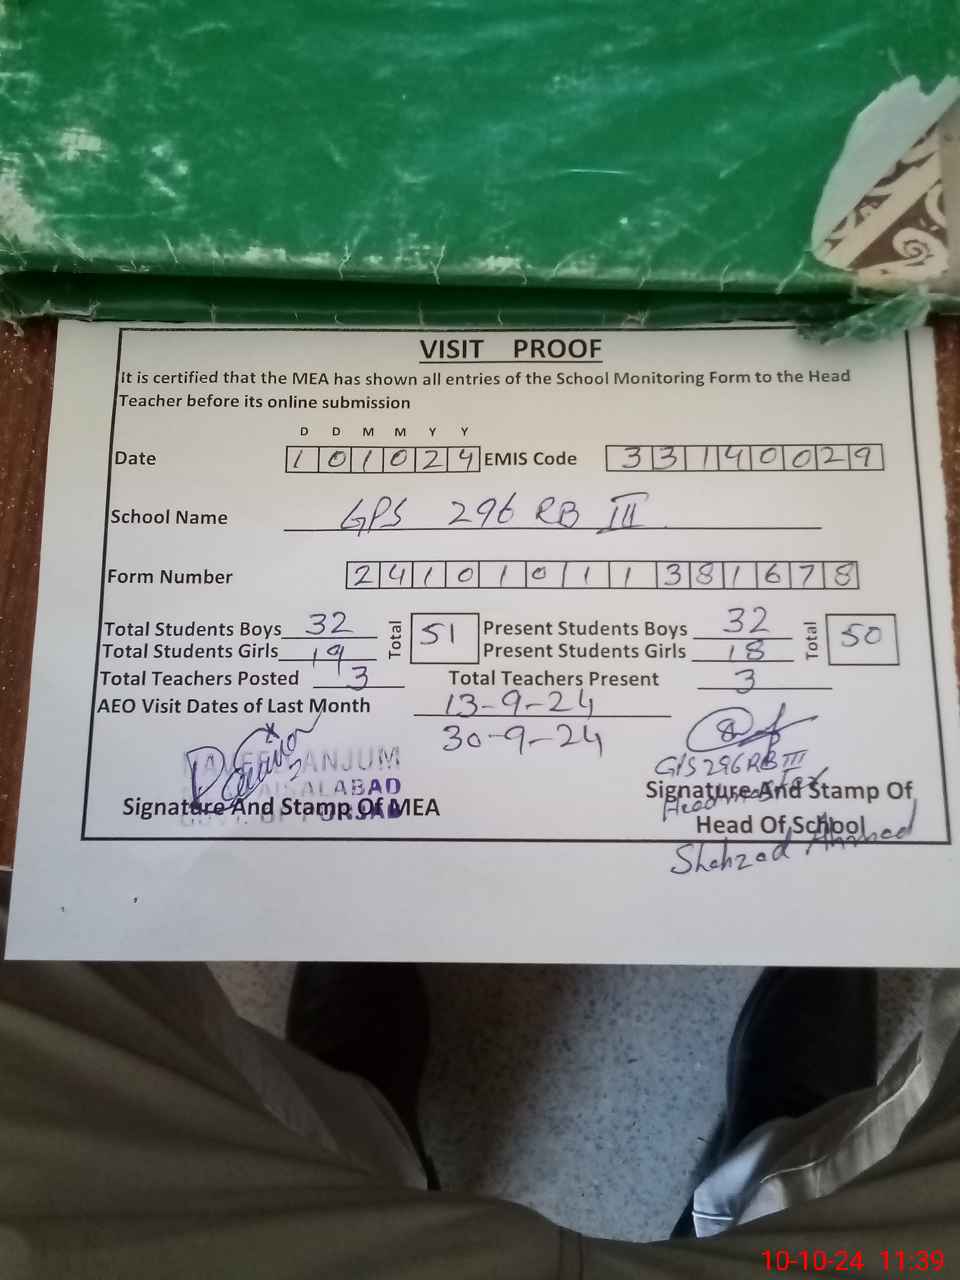 VISIT PROOF
It is certified that the MEA has shown all entries of the School Monitoring Form to the Head
Teacher before its online submission
D D M M Y Y
Date 1 0 1 0 2 4 EMIS Code 3 3 1 4 0 0 2 9
School Name GPS 296 RB III
Form Number 2 4 1 0 1 0 1 1 3 8 1 6 7 8
Total Students Boys 32 Total 51 Present Students Boys 32 Total 50
Total Students Girls 19 Present Students Girls 18
Total Teachers Posted 3 Total Teachers Present 3
AEO Visit Dates of Last Month 13-9-24
30-9-24
ANJUM
GPS 296 RB III
FAISALABAD
Headmaster
Signature And Stamp Of MEA Signature And Stamp Of
Head Of School
Shahzad Ahmad
10-10-24 11:39